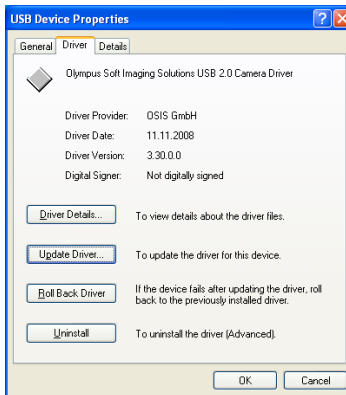 USB Device Properties
General Driver Details
Olympus Soft Imaging Solutions USB 2.0 Camera Driver
Driver Provider: OSIS GmbH
Driver Date: 11.11.2008
Driver Version: 3.30.0.0
Digital Signer: Not digitally signed
Driver Details... To view details about the driver files.
Update Driver... To update the driver for this device.
Roll Back Driver If the device fails after updating the driver, roll
back to the previously installed driver.
Uninstall To uninstall the driver (Advanced).
OK Cancel